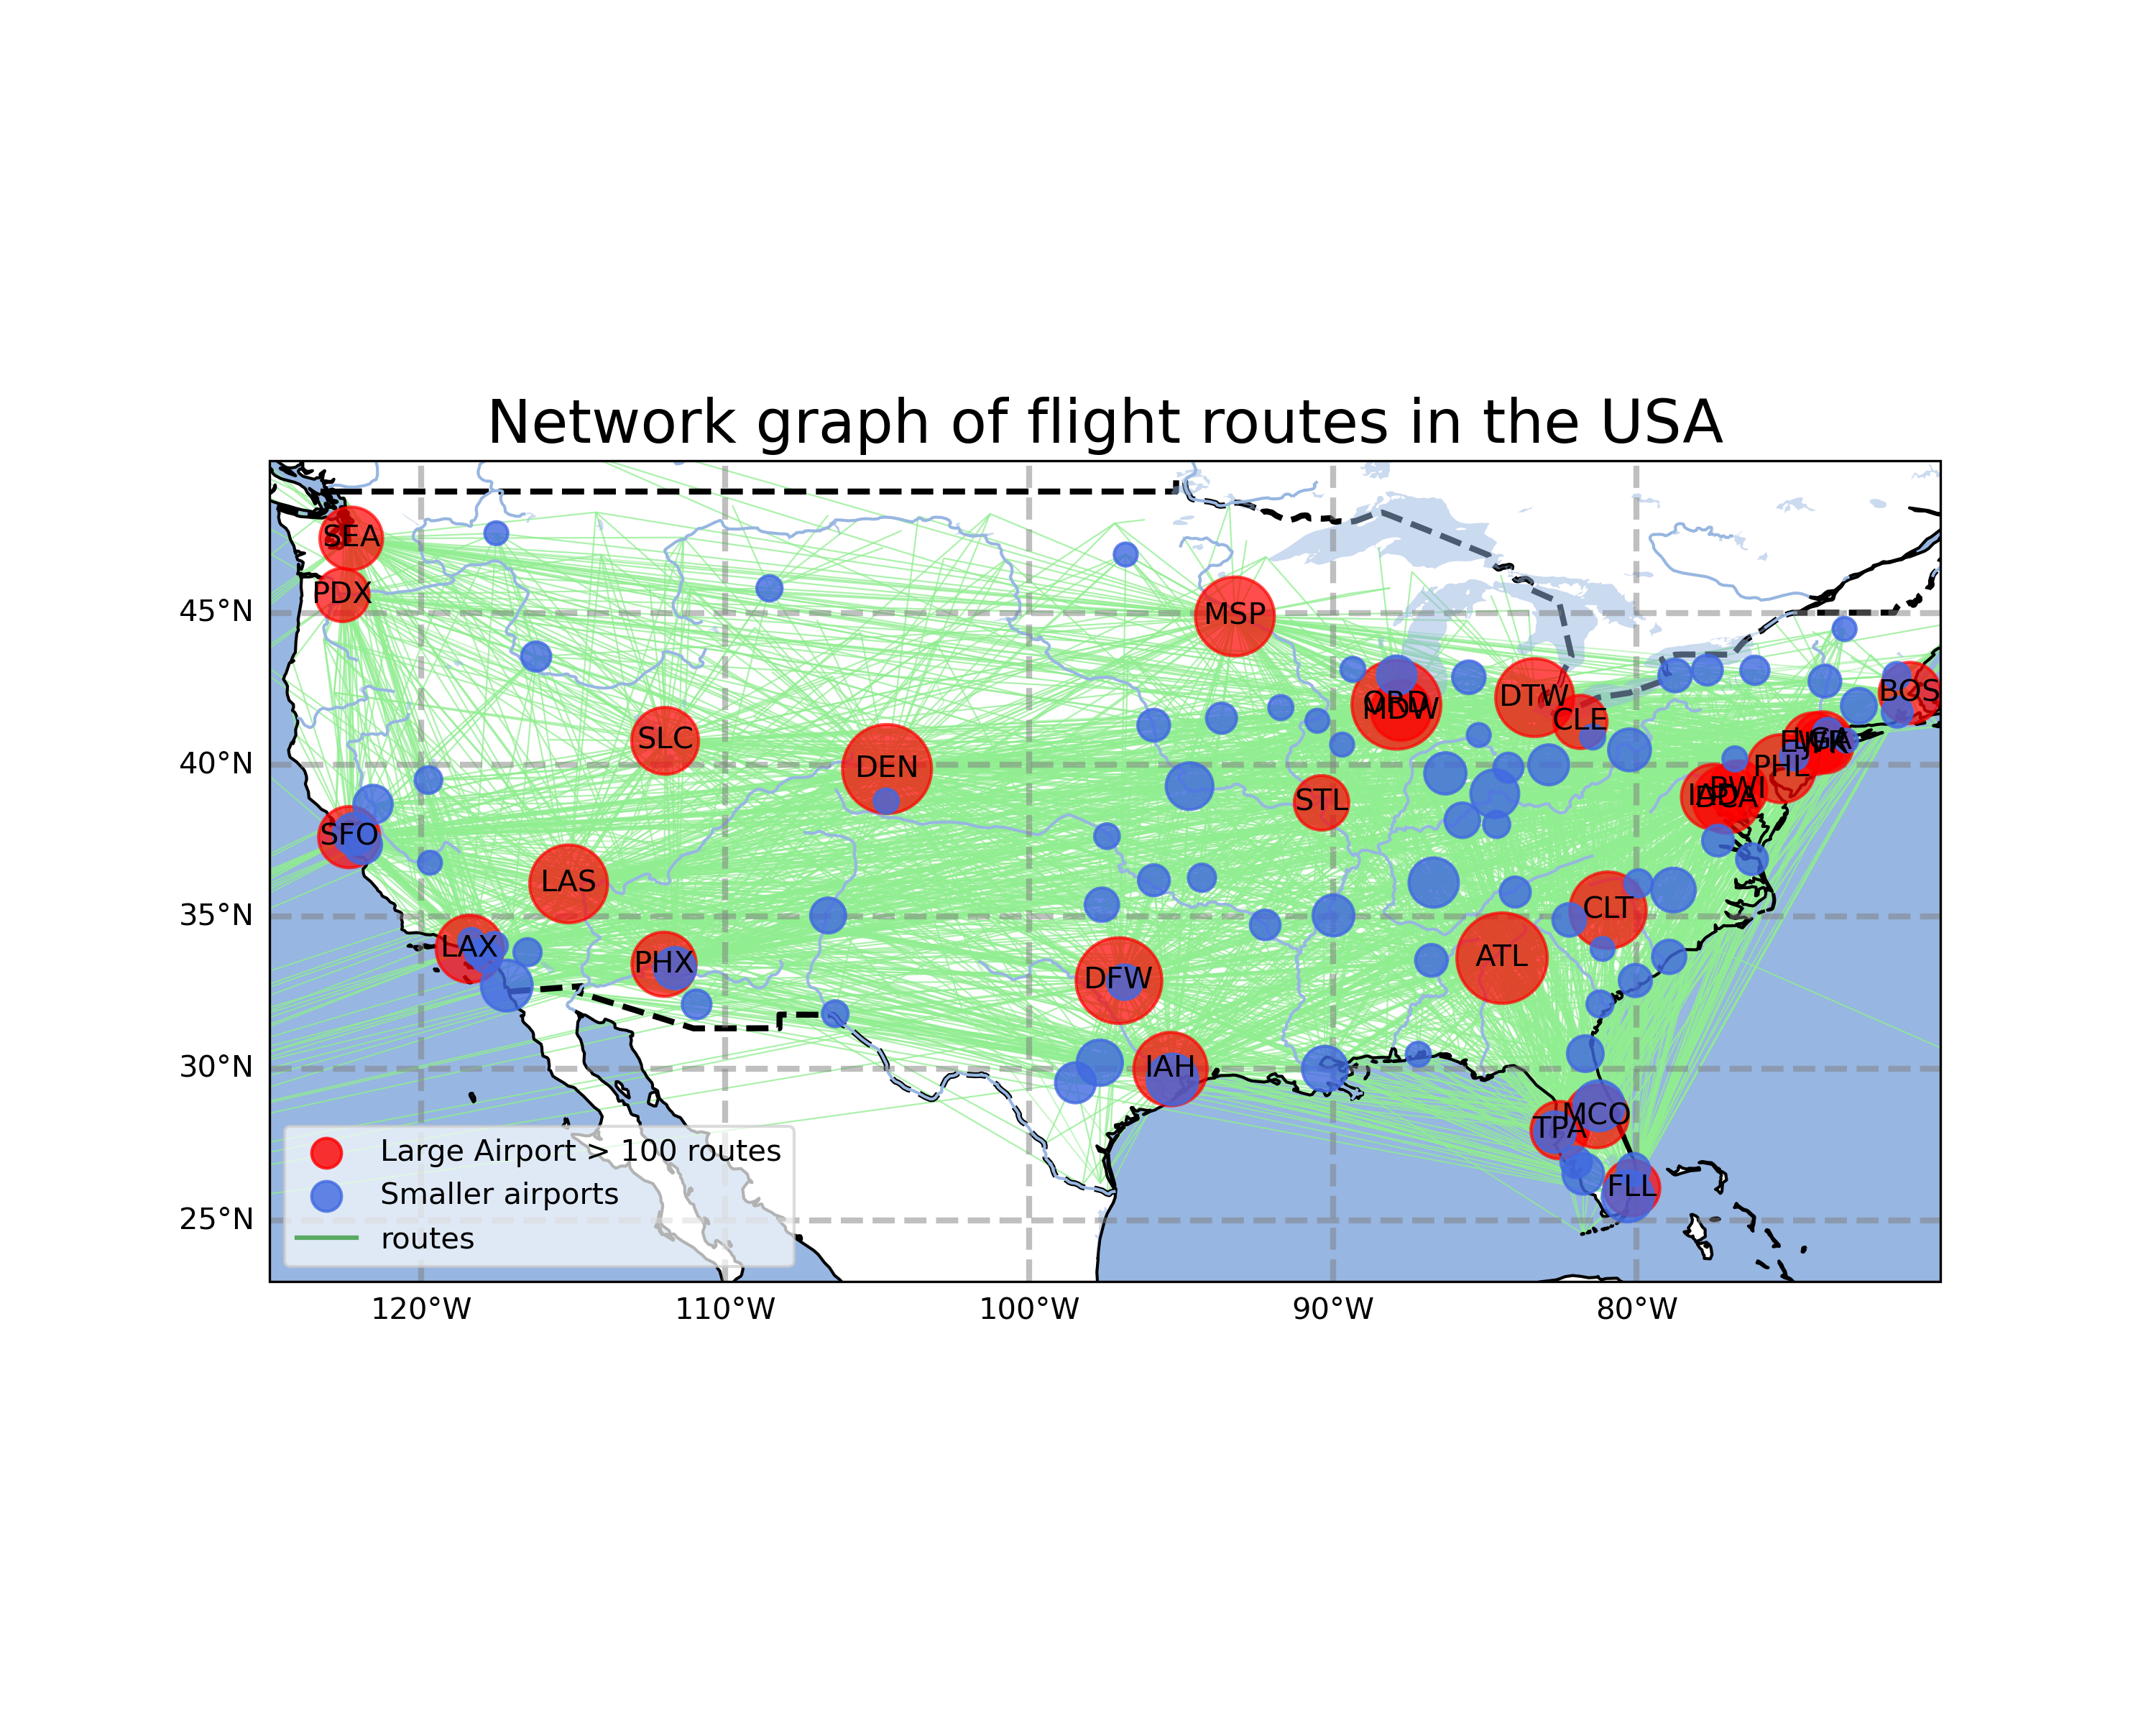 Network graph of flight routes in the USA
SEA
PDX
MSP
45°N
ORD
MDW
DTW
CLE
BOS
SLC
DEN
LGA
EWR
JFK
40°N
PHL
STL
BWI
IAD
DCA
SFO
LAS
35°N
CLT
LAX
PHX
DFW
ATL
30°N
IAH
MCO
TPA
FLL
25°N
Large Airport > 100 routes
Smaller airports
routes
120°W 110°W 100°W 90°W 80°W